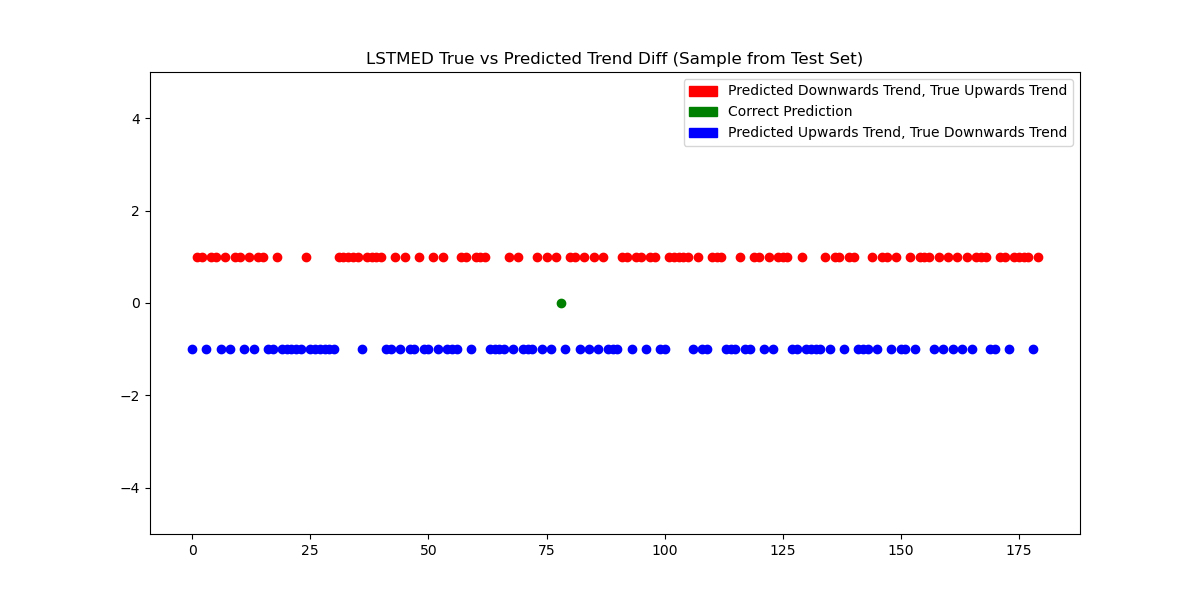 LSTMED True vs Predicted Trend Diff (Sample from Test Set)
Predicted Downwards Trend, True Upwards Trend
Correct Prediction
Predicted Upwards Trend, True Downwards Trend
4
2
0
−2
−4
0 25 50 75 100 125 150 175